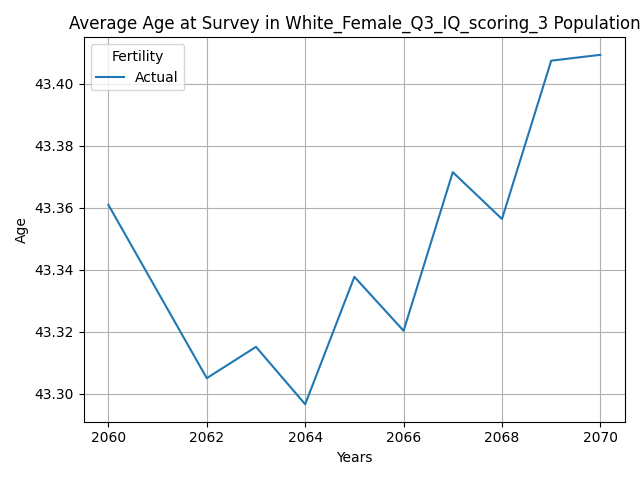 Average Age at Survey in White_Female_Q3_IQ_scoring_3 Population
Fertility
Actual
43.40
43.38
43.36
43.34
43.32
43.30
Age
2060 2062 2064 2066 2068 2070
Years